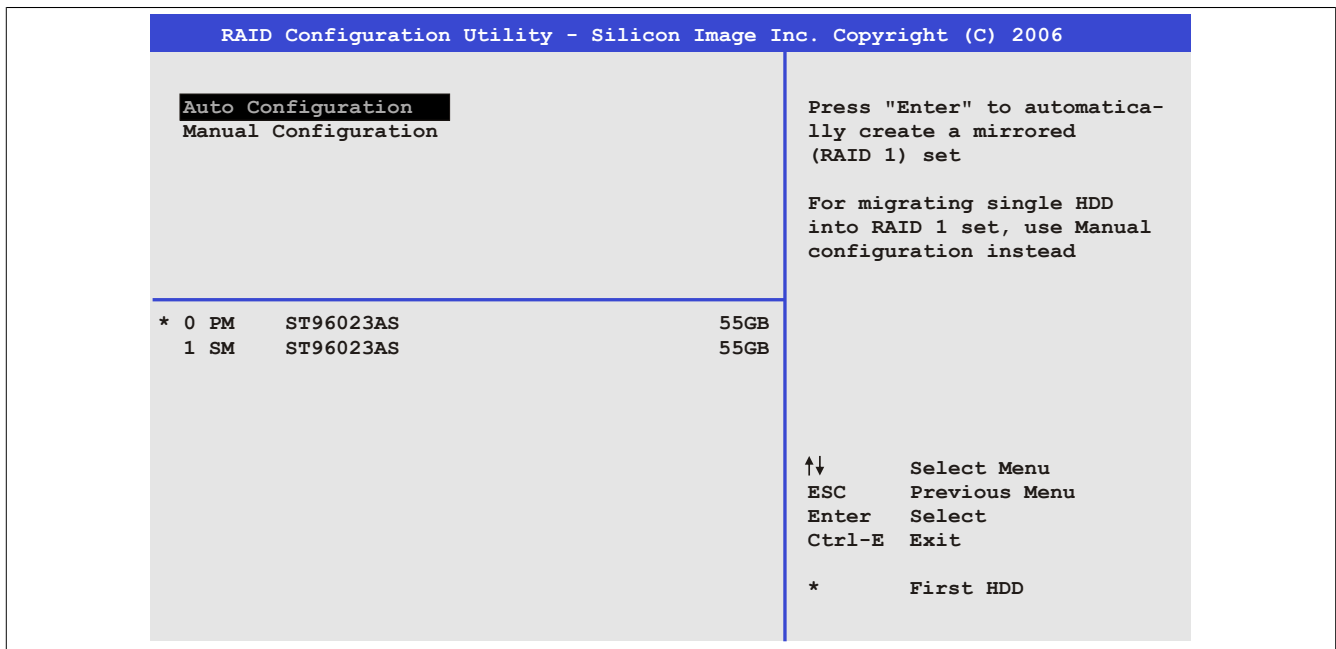 RAID Configuration Utility - Silicon Image Inc. Copyright (C) 2006
Auto Configuration
Manual Configuration
Press "Enter" to automatica-
lly create a mirrored
(RAID 1) set
For migrating single HDD
into RAID 1 set, use Manual
configuration instead
* 0 PM ST96023AS 55GB
1 SM ST96023AS 55GB
↑↓ Select Menu
ESC Previous Menu
Enter Select
Ctrl-E Exit
* First HDD